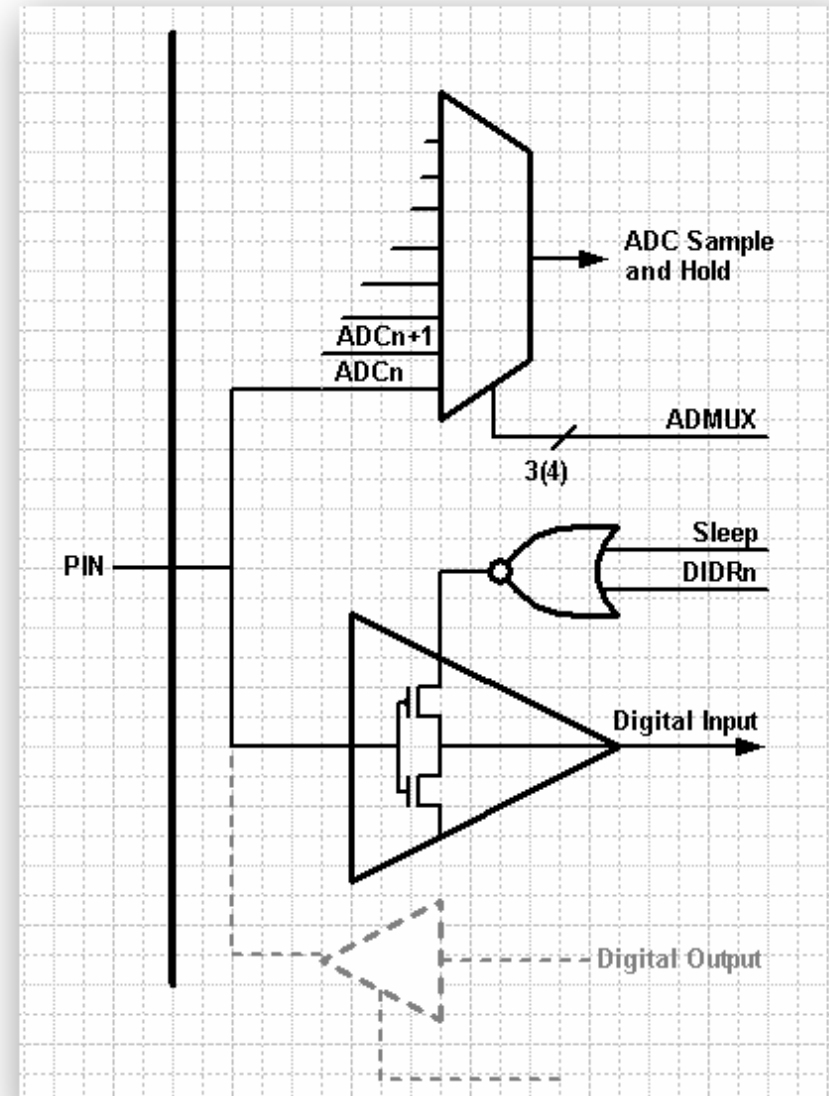 ADC Sample
and Hold
ADCn+1
ADCn
ADMUX
3(4)
Sleep
PIN
DIDRn
Digital Input
Digital Output